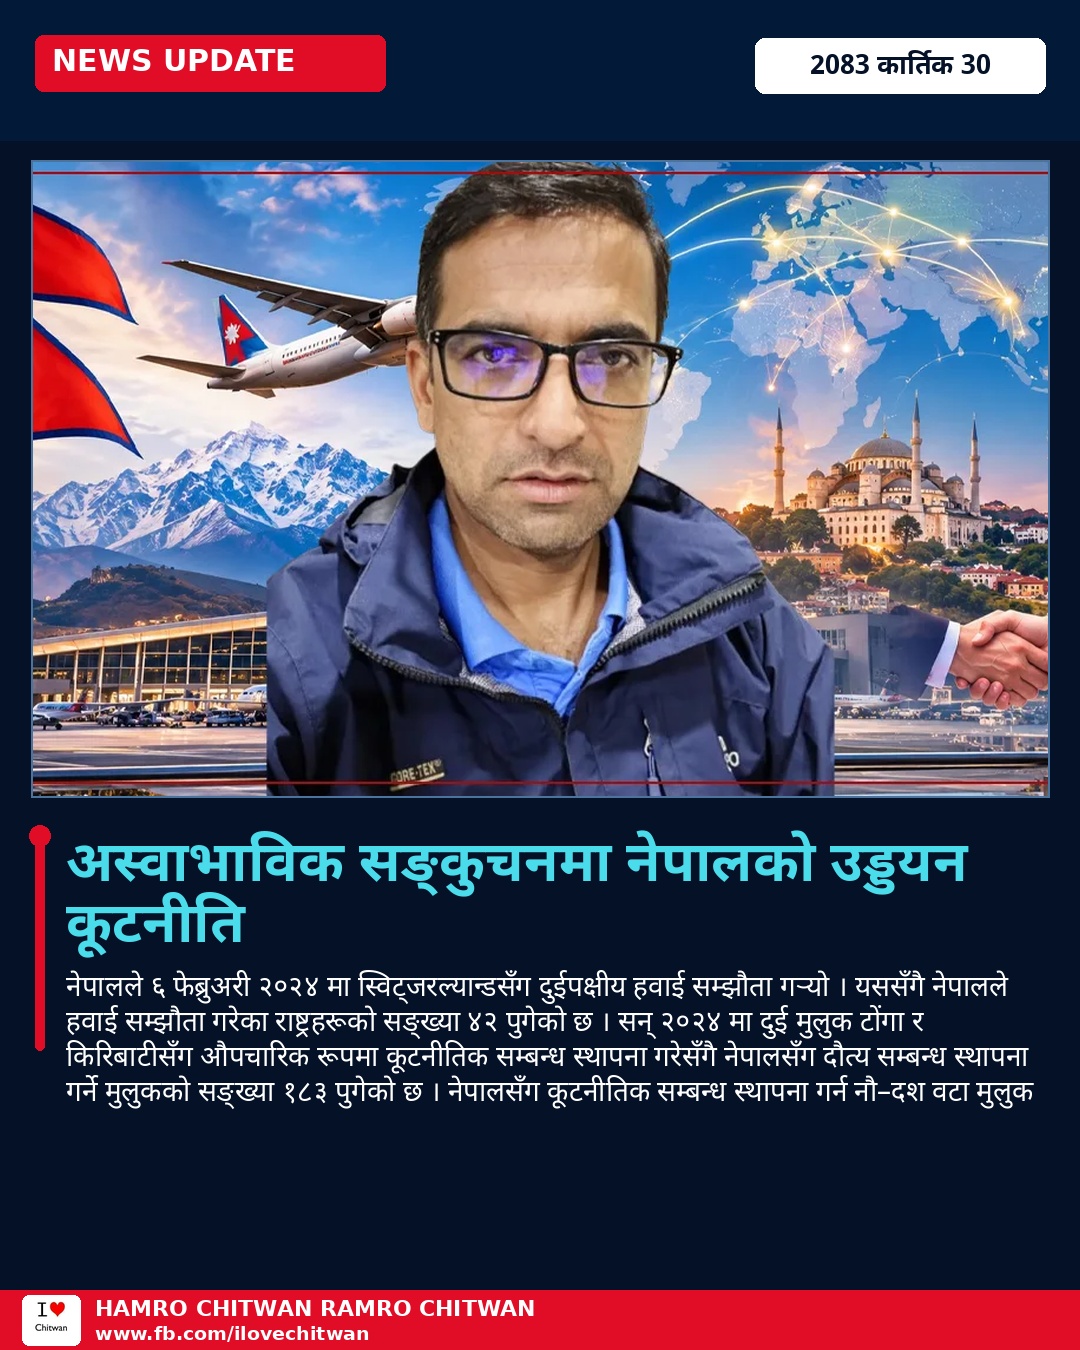 NEWS UPDATE
2083 कार्तिक 30
GORE-TEX
अस्वाभाविक सङ्कुचनमा नेपालको उड्डयन
कूटनीति
नेपालले ६ फेब्रुअरी २०२४ मा स्विट्जरल्यान्डसँग दुईपक्षीय हवाई सम्झौता गर्‍यो । यससँगै नेपालले
हवाई सम्झौता गरेका राष्ट्रहरूको सङ्ख्या ४२ पुगेको छ । सन् २०२४ मा दुई मुलुक टोंगा र
किरिबाटीसँग औपचारिक रूपमा कूटनीतिक सम्बन्ध स्थापना गरेसँगै नेपालसँग दौत्य सम्बन्ध स्थापना
गर्ने मुलुकको सङ्ख्या १८३ पुगेको छ । नेपालसँग कूटनीतिक सम्बन्ध स्थापना गर्न नौ–दश वटा मुलुक
I❤
Chitwan
HAMRO CHITWAN RAMRO CHITWAN
www.fb.com/ilovechitwan